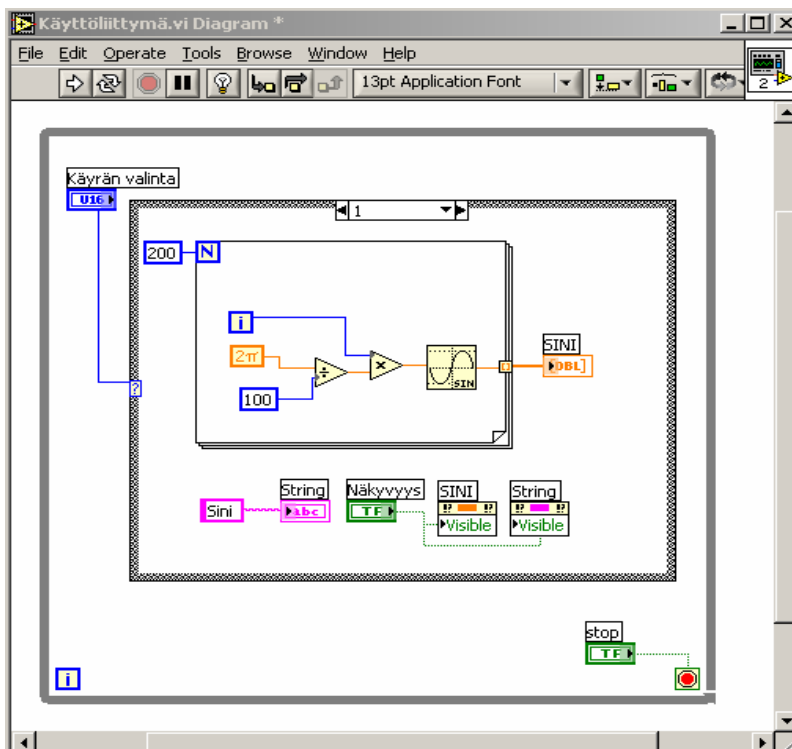 Käyttöliittymä.vi Diagram *
File Edit Operate Tools Browse Window Help
13pt Application Font
2
Käyrän valinta
U16
1
200 N
i
2π
÷
×
SIN
100
SINI
DBL]
?
String Näkyvyys SINI String
Sini abc TF !? !? !? !?
Visible Visible
stop
TF
i